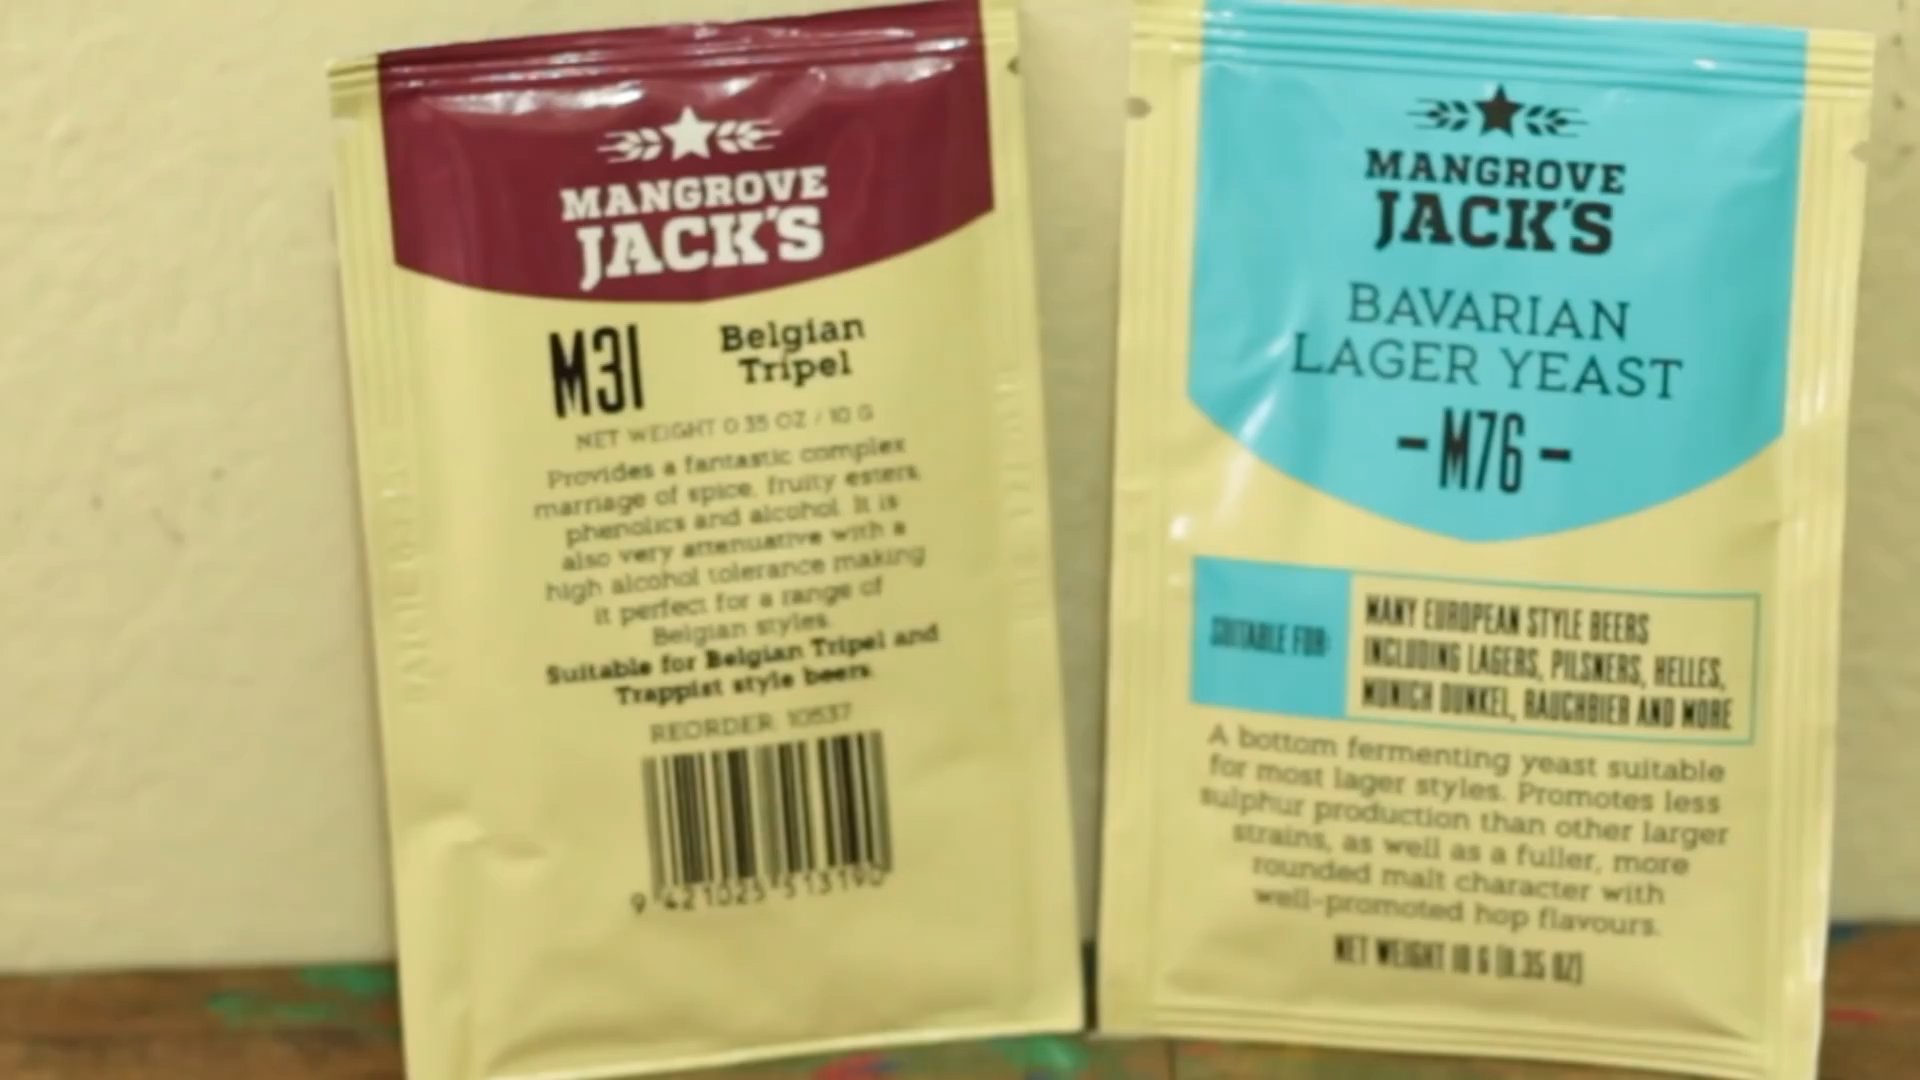 MANGROVE
JACK'S
M31
Belgian
Tripel
NET WEIGHT 0.35 OZ / 10 G
Provides a fantastic complex
marriage of spice, fruity esters,
phenolics and alcohol. It is
also very attenuative with a
high alcohol tolerance making
it perfect for a range of
Belgian styles.
Suitable for Belgian Tripel and
Trappist style beers.
REORDER: 10537
9 421025 513190
MANGROVE
JACK'S
BAVARIAN
LAGER YEAST
- M76 -
SUITABLE FOR:
MANY EUROPEAN STYLE BEERS
INCLUDING LAGERS, PILSNERS, HELLES,
MUNICH DUNKEL, RAUCHBIER AND MORE
A bottom fermenting yeast suitable
for most lager styles. Promotes less
sulphur production than other larger
strains, as well as a fuller, more
rounded malt character with
well-promoted hop flavours.
NET WEIGHT 10 G (0.35 OZ)